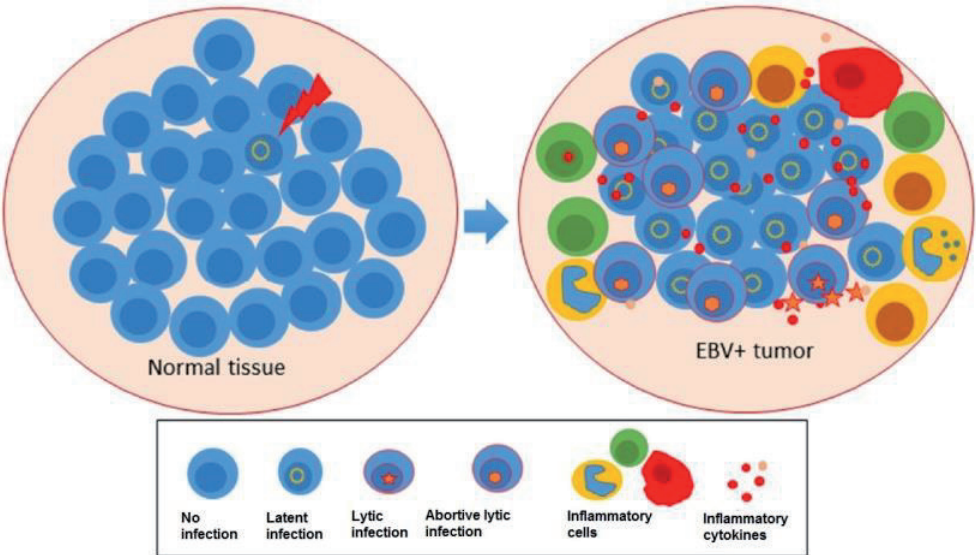 Normal tissue
EBV+ tumor
No
infection
Latent
infection
Lytic
infection
Abortive lytic
infection
Inflammatory
cells
Inflammatory
cytokines